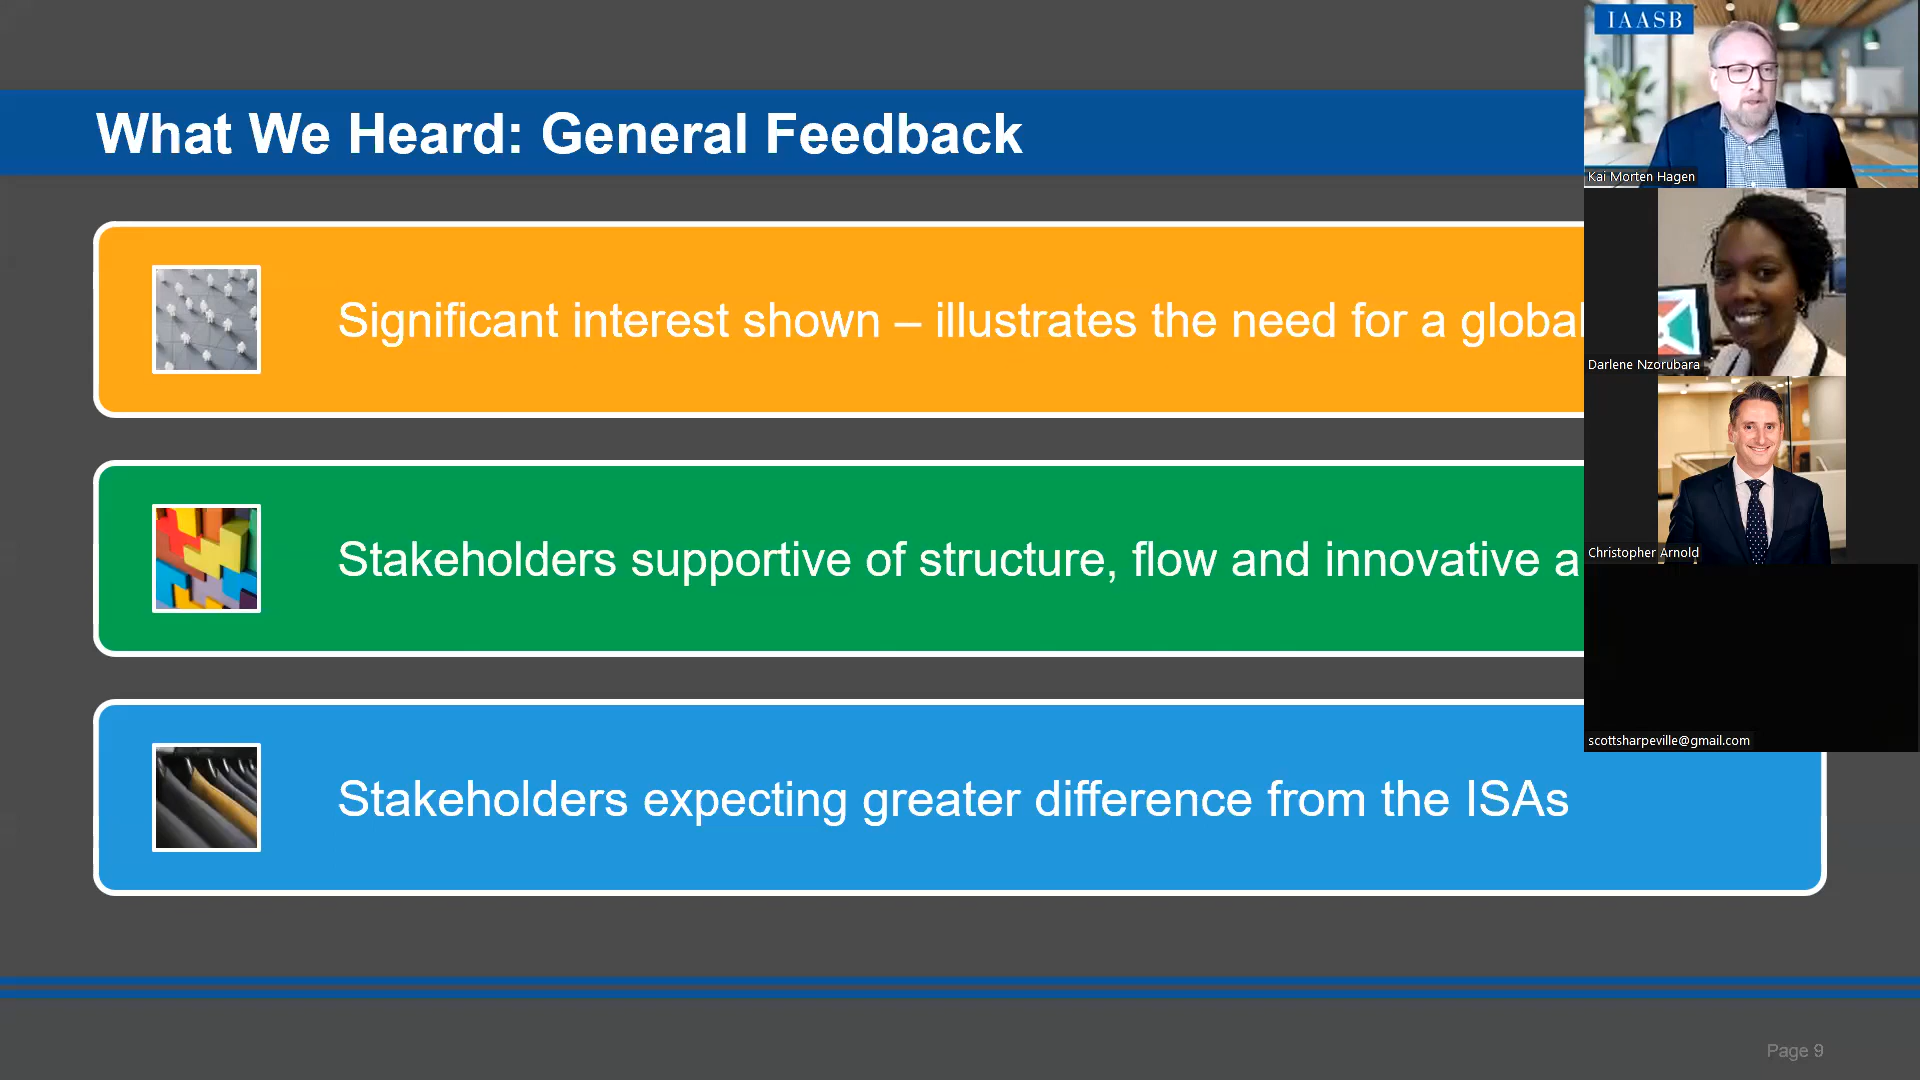 What We Heard: General Feedback
Significant interest shown – illustrates the need for a global
Stakeholders supportive of structure, flow and innovative a
Stakeholders expecting greater difference from the ISAs
Page 9
IAASB
Kai Morten Hagen
Darlene Nzorubara
Christopher Arnold
scottsharpeville@gmail.com